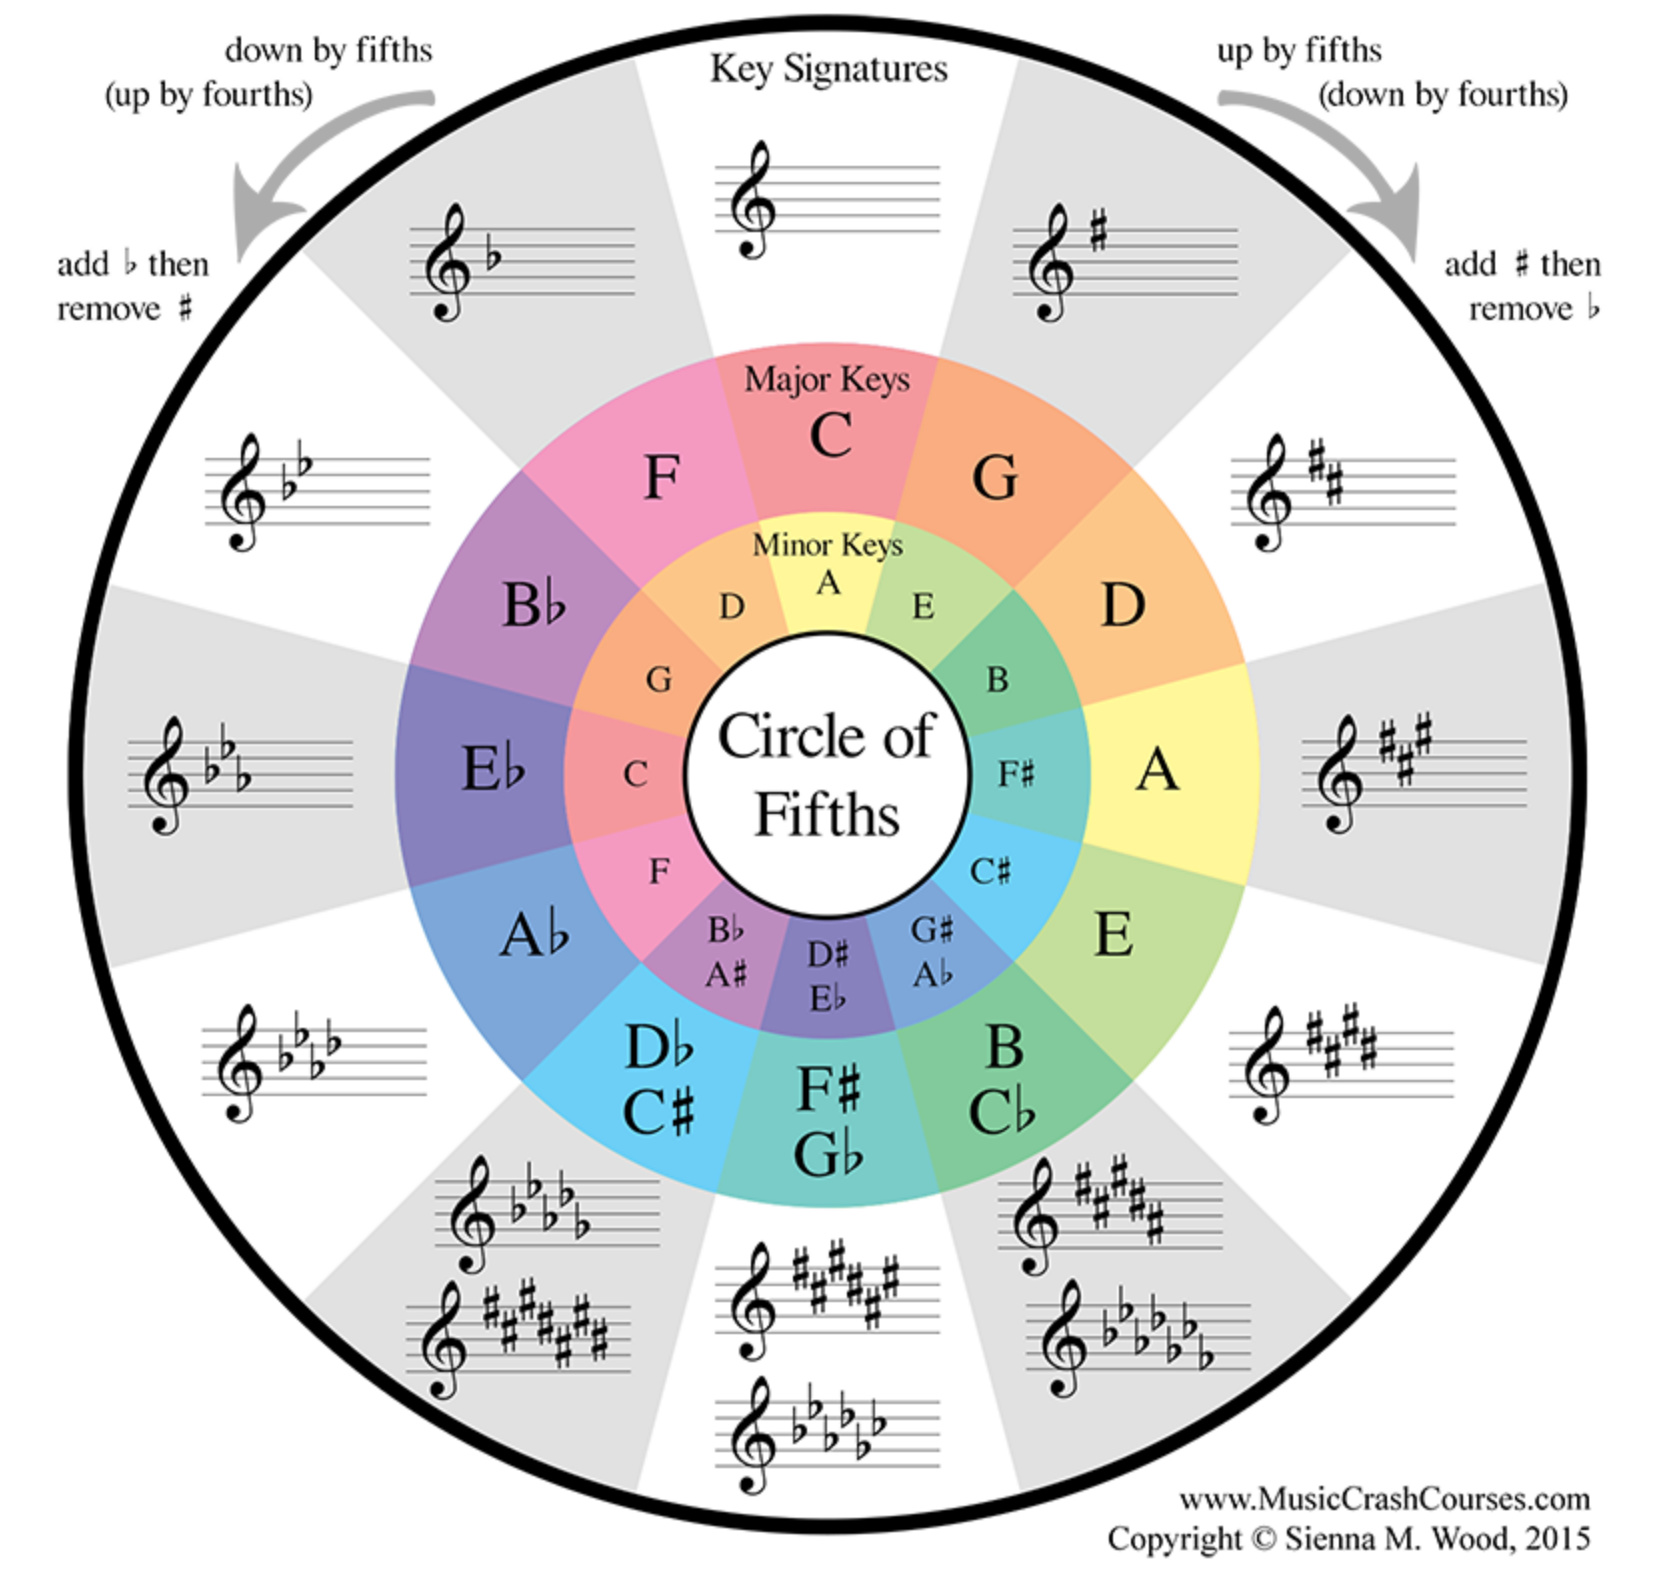 down by fifths
(up by fourths)
add ♭ then
remove ♯
Key Signatures
up by fifths
(down by fourths)
add ♯ then
remove ♭
Major Keys
C
G
D
A
E
B
C♭
F♯
G♭
D♭
C♯
A♭
E♭
B♭
F
Minor Keys
A
E
B
F♯
C♯
G♯
A♭
D♯
E♭
B♭
A♯
F
C
G
D
Circle of
Fifths
www.MusicCrashCourses.com
Copyright © Sienna M. Wood, 2015